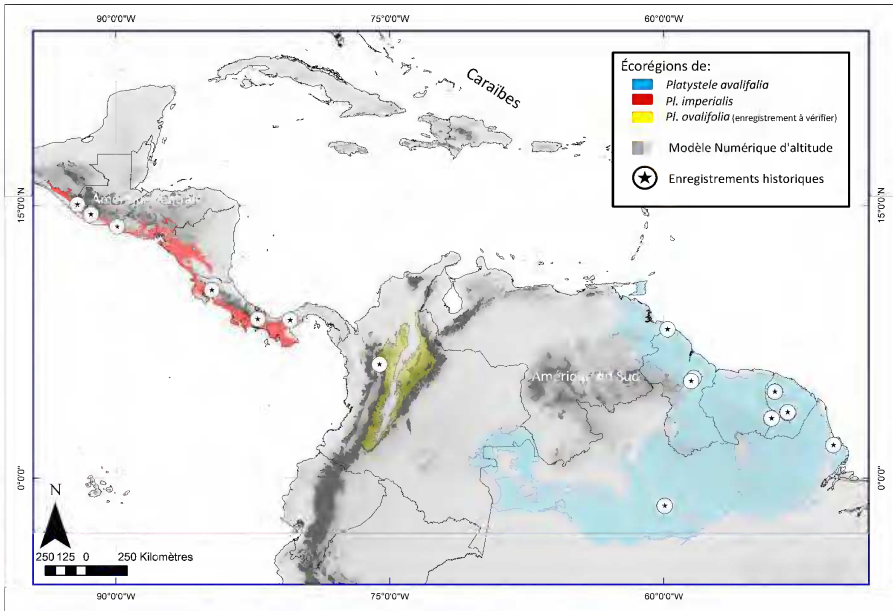 90°0'0"W 75°0'0"W 60°0'0"W
Caraïbes
Écorégions de:
Platystele avalifalia
Pl. imperialis
Pl. ovalifolia (enregistrement à vérifier)
Modèle Numérique d'altitude
Enregistrements historiques
15°0'0"N
15°0'0"N
Amérique du Sud
0°0'0"
0°0'0"
N
250 125 0 250 Kilomètres
90°0'0"W 75°0'0"W 60°0'0"W